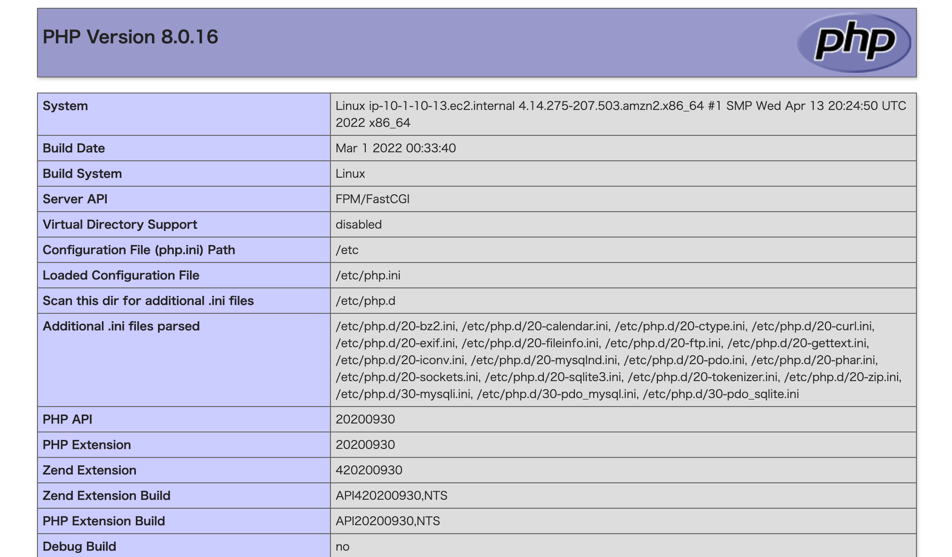 PHP Version 8.0.16
php
System
Linux ip-10-1-10-13.ec2.internal 4.14.275-207.503.amzn2.x86_64 #1 SMP Wed Apr 13 20:24:50 UTC
2022 x86_64
Build Date
Mar 1 2022 00:33:40
Build System
Linux
Server API
FPM/FastCGI
Virtual Directory Support
disabled
Configuration File (php.ini) Path
/etc
Loaded Configuration File
/etc/php.ini
Scan this dir for additional .ini files
/etc/php.d
Additional .ini files parsed
/etc/php.d/20-bz2.ini, /etc/php.d/20-calendar.ini, /etc/php.d/20-ctype.ini, /etc/php.d/20-curl.ini,
/etc/php.d/20-exif.ini, /etc/php.d/20-fileinfo.ini, /etc/php.d/20-ftp.ini, /etc/php.d/20-gettext.ini,
/etc/php.d/20-iconv.ini, /etc/php.d/20-mysqlnd.ini, /etc/php.d/20-pdo.ini, /etc/php.d/20-phar.ini,
/etc/php.d/20-sockets.ini, /etc/php.d/20-sqlite3.ini, /etc/php.d/20-tokenizer.ini, /etc/php.d/20-zip.ini,
/etc/php.d/30-mysqli.ini, /etc/php.d/30-pdo_mysql.ini, /etc/php.d/30-pdo_sqlite.ini
PHP API
20200930
PHP Extension
20200930
Zend Extension
420200930
Zend Extension Build
API420200930,NTS
PHP Extension Build
API20200930,NTS
Debug Build
no